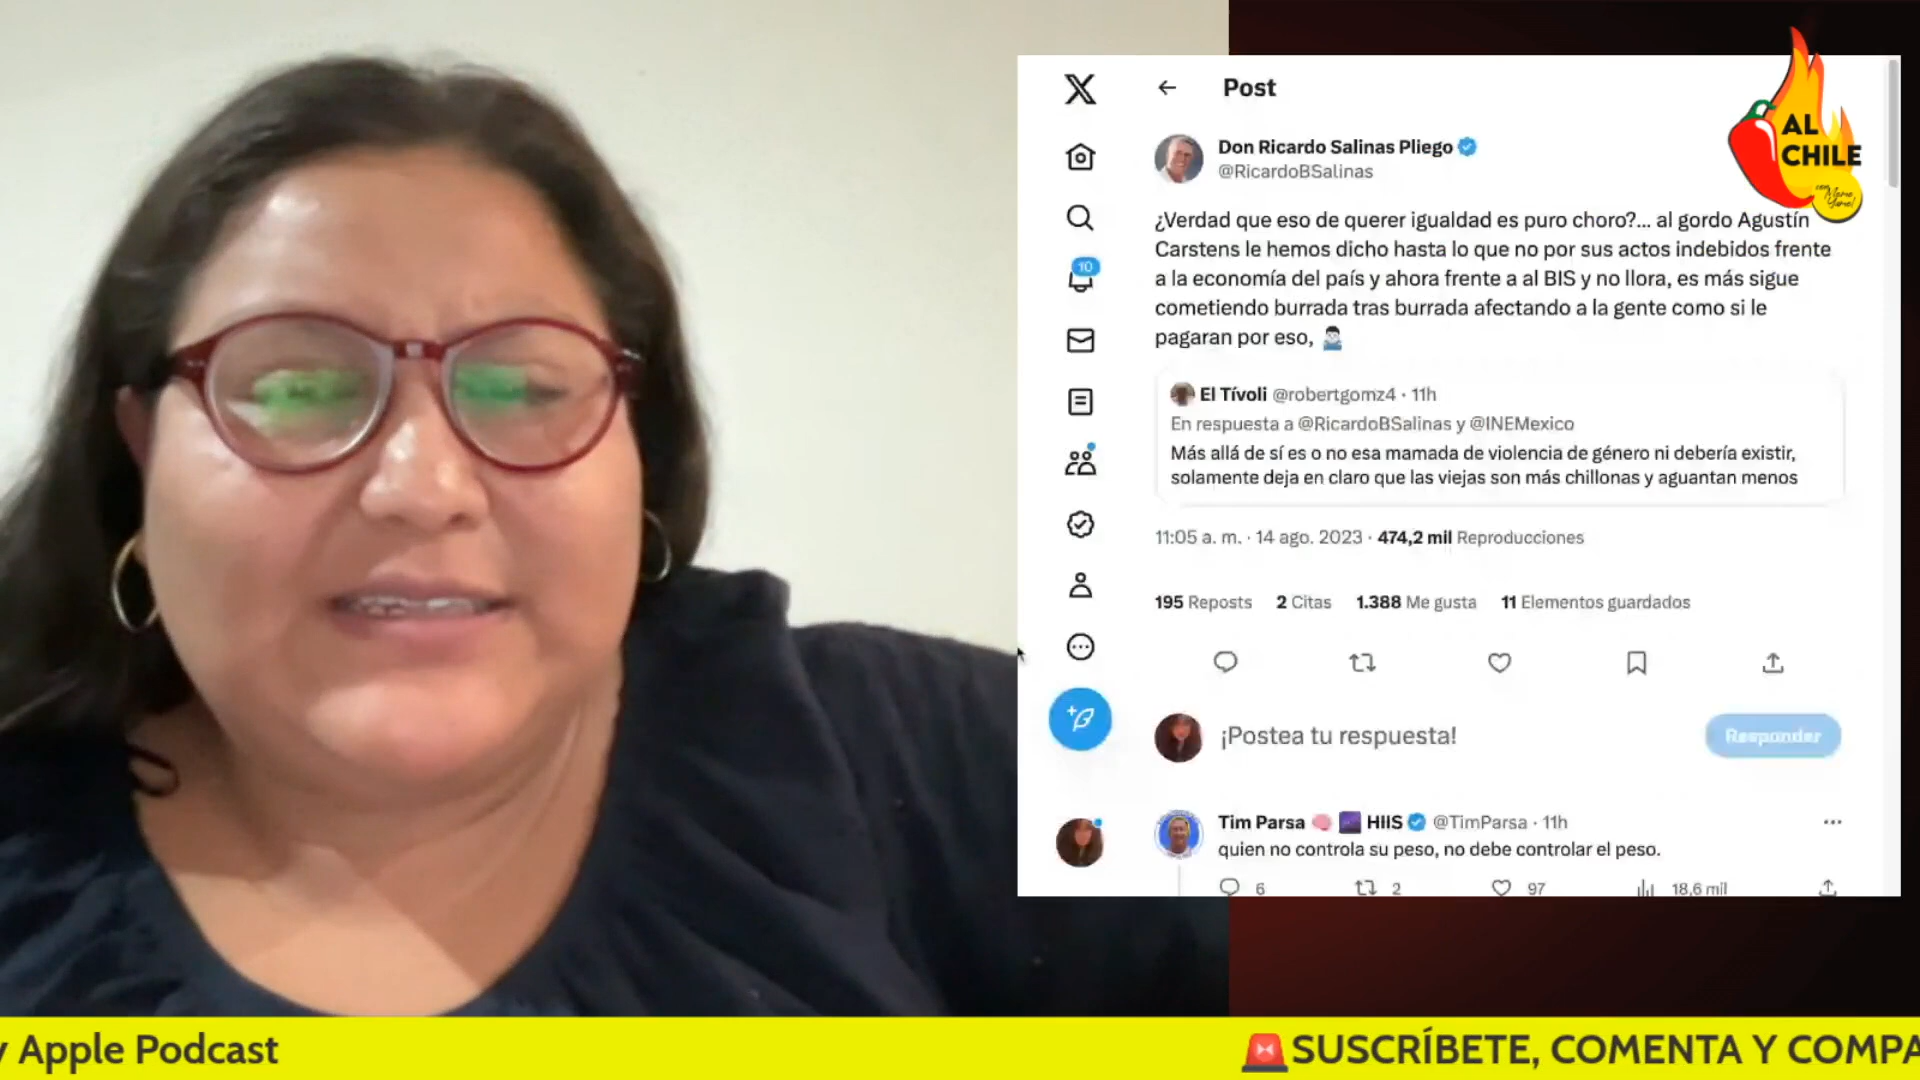 Post
AL
CHILE
con
Don Ricardo Salinas Pliego
@RicardoBSalinas
¿Verdad que eso de querer igualdad es puro choro?... al gordo Agustín
Carstens le hemos dicho hasta lo que no por sus actos indebidos frente
a la economía del país y ahora frente a al BIS y no llora, es más sigue
cometiendo burrada tras burrada afectando a la gente como si le
pagaran por eso,
10
El Tívoli @robertgomz4 · 11h
En respuesta a @RicardoBSalinas y @INEMexico
Más allá de sí es o no esa mamada de violencia de género ni debería existir,
solamente deja en claro que las viejas son más chillonas y aguantan menos
11:05 a. m. · 14 ago. 2023 · 474,2 mil Reproducciones
195 Reposts 2 Citas 1.388 Me gusta 11 Elementos guardados
¡Postea tu respuesta!
Responder
Tim Parsa HIIS @TimParsa · 11h
quien no controla su peso, no debe controlar el peso.
6 2 97 18,6 mil
y Apple Podcast
SUSCRÍBETE, COMENTA Y COMPA